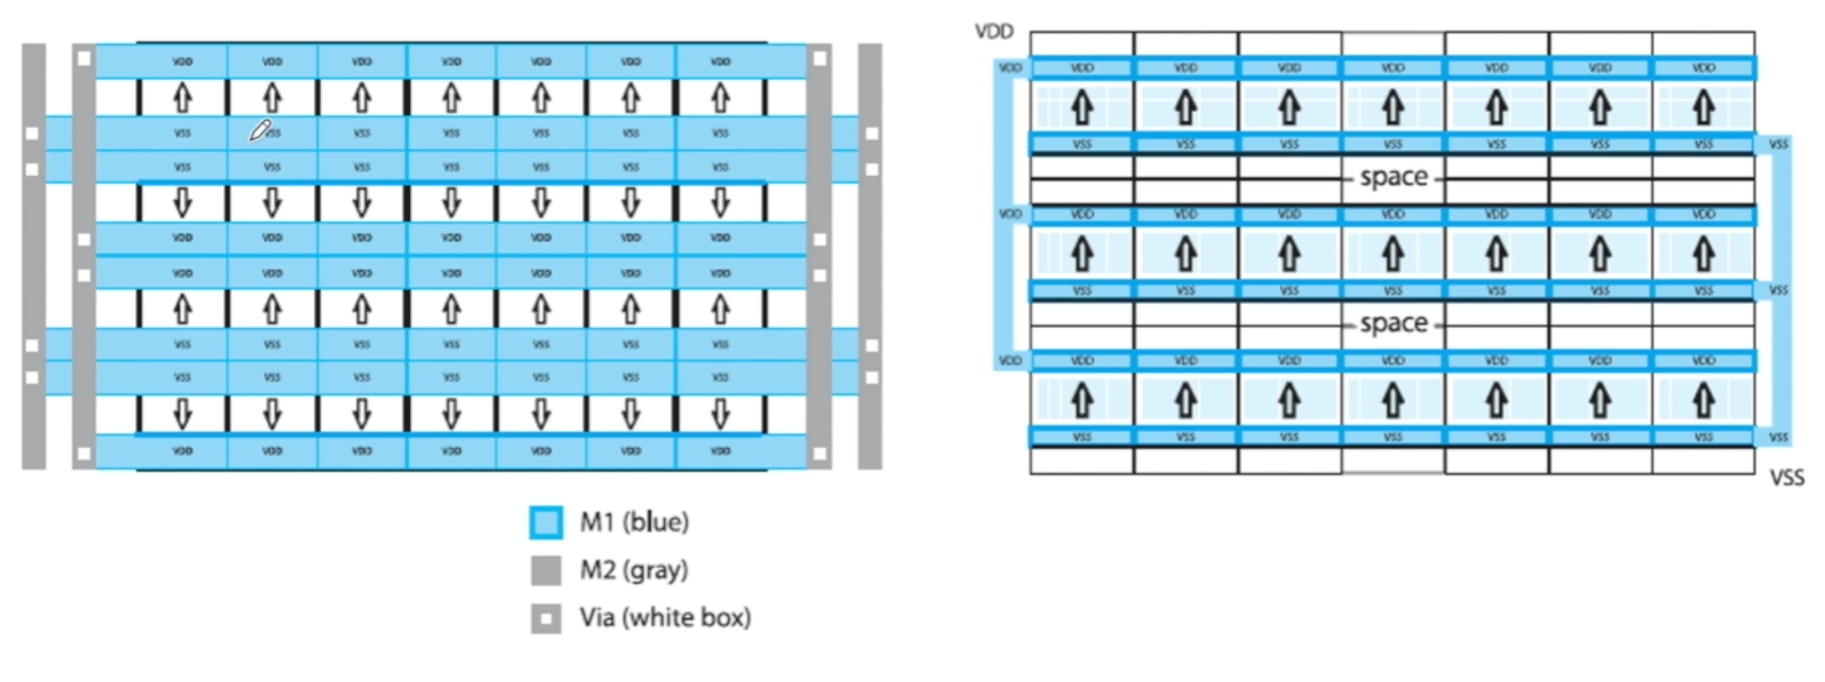 VDD VDD VDD VDD VDD VDD VDD
VSS VSS VSS VSS VSS VSS VSS
VSS VSS VSS VSS VSS VSS VSS
VDD VDD VDD VDD VDD VDD VDD
VDD VDD VDD VDD VDD VDD VDD
VSS VSS VSS VSS VSS VSS VSS
VSS VSS VSS VSS VSS VSS VSS
VDD VDD VDD VDD VDD VDD VDD
M1 (blue)
M2 (gray)
Via (white box)
VDD
VDD VDD VDD VDD VDD VDD VDD VDD
VSS VSS VSS VSS VSS VSS VSS VSS
space
VDD VDD VDD VDD VDD VDD VDD VDD
VSS VSS VSS VSS VSS VSS VSS VSS
space
VDD VDD VDD VDD VDD VDD VDD VDD
VSS VSS VSS VSS VSS VSS VSS VSS
VSS